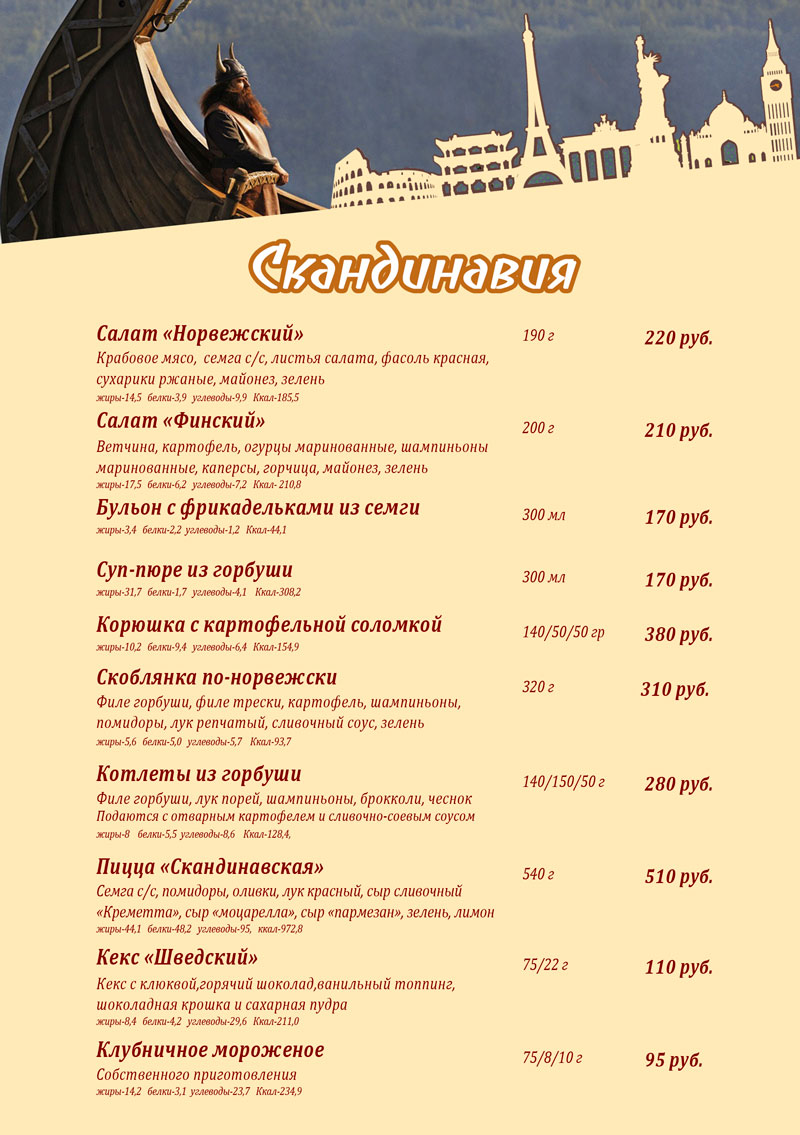 Скандинавия
Салат «Норвежский» 190 г 220 руб.
Крабовое мясо, семга с/с, листья салата, фасоль красная,
сухарики ржаные, майонез, зелень
жиры-14,5 белки-3,9 углеводы-9,9 Ккал-185,5
Салат «Финский» 200 г 210 руб.
Ветчина, картофель, огурцы маринованные, шампиньоны
маринованные, каперсы, горчица, майонез, зелень
жиры-17,5 белки-6,2 углеводы-7,2 Ккал- 210,8
Бульон с фрикадельками из семги 300 мл 170 руб.
жиры-3,4 белки-2,2 углеводы-1,2 Ккал-44,1
Суп-пюре из горбуши 300 мл 170 руб.
жиры-31,7 белки-1,7 углеводы-4,1 Ккал-308,2
Корюшка с картофельной соломкой 140/50/50 гр 380 руб.
жиры-10,2 белки-9,4 углеводы-6,4 Ккал-154,9
Скоблянка по-норвежски 320 г 310 руб.
Филе горбуши, филе трески, картофель, шампиньоны,
помидоры, лук репчатый, сливочный соус, зелень
жиры-5,6 белки-5,0 углеводы-5,7 Ккал-93,7
Котлеты из горбуши 140/150/50 г 280 руб.
Филе горбуши, лук порей, шампиньоны, брокколи, чеснок
Подаются с отварным картофелем и сливочно-соевым соусом
жиры-8 белки-5,5 углеводы-8,6 Ккал-128,4,
Пицца «Скандинавская» 540 г 510 руб.
Семга с/с, помидоры, оливки, лук красный, сыр сливочный
«Креметта», сыр «моцарелла», сыр «пармезан», зелень, лимон
жиры-44,1 белки-48,2 углеводы-95, ккал-972,8
Кекс «Шведский» 75/22 г 110 руб.
Кекс с клюквой,горячий шоколад,ванильный топпинг,
шоколадная крошка и сахарная пудра
жиры-8,4 белки-4,2 углеводы-29,6 Ккал-211,0
Клубничное мороженое 75/8/10 г 95 руб.
Собственного приготовления
жиры-14,2 белки-3,1 углеводы-23,7 Ккал-234,9